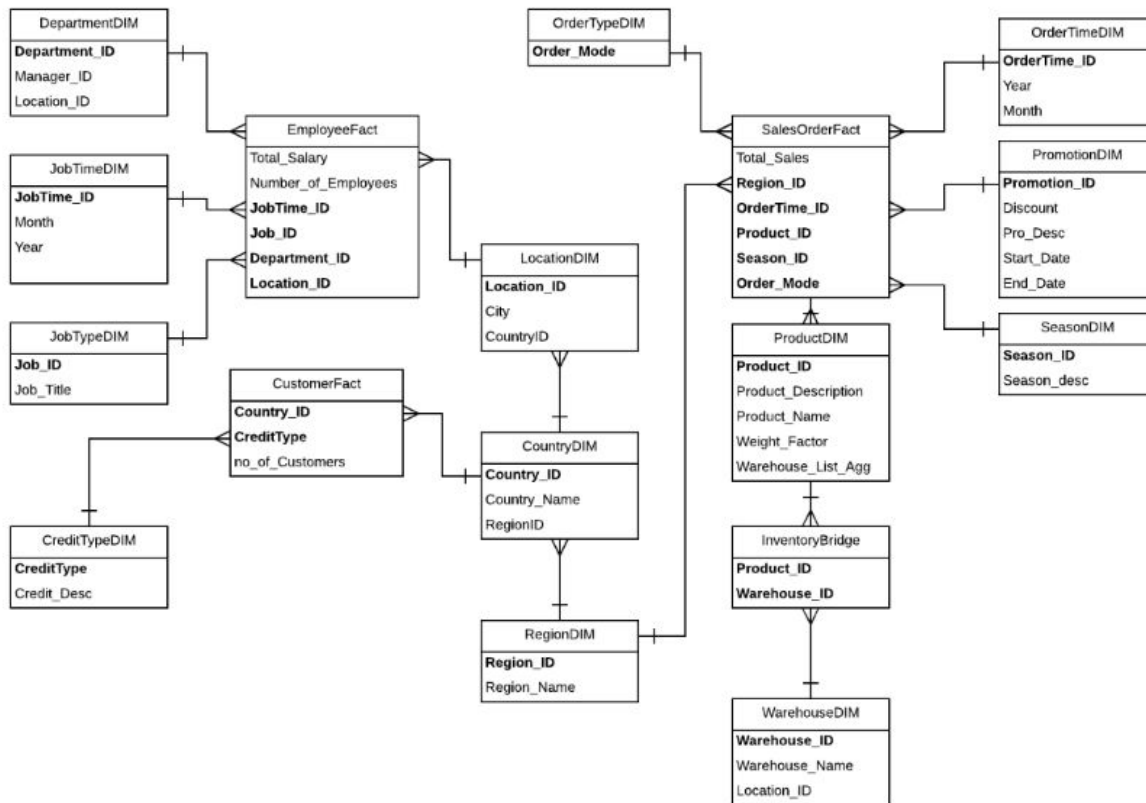 DepartmentDIM
Department_ID
Manager_ID
Location_ID
JobTimeDIM
JobTime_ID
Month
Year
JobTypeDIM
Job_ID
Job_Title
EmployeeFact
Total_Salary
Number_of_Employees
JobTime_ID
Job_ID
Department_ID
Location_ID
CustomerFact
Country_ID
CreditType
no_of_Customers
CreditTypeDIM
CreditType
Credit_Desc
LocationDIM
Location_ID
City
CountryID
CountryDIM
Country_ID
Country_Name
RegionID
RegionDIM
Region_ID
Region_Name
OrderTypeDIM
Order_Mode
SalesOrderFact
Total_Sales
Region_ID
OrderTime_ID
Product_ID
Season_ID
Order_Mode
ProductDIM
Product_ID
Product_Description
Product_Name
Weight_Factor
Warehouse_List_Agg
InventoryBridge
Product_ID
Warehouse_ID
WarehouseDIM
Warehouse_ID
Warehouse_Name
Location_ID
OrderTimeDIM
OrderTime_ID
Year
Month
PromotionDIM
Promotion_ID
Discount
Pro_Desc
Start_Date
End_Date
SeasonDIM
Season_ID
Season_desc